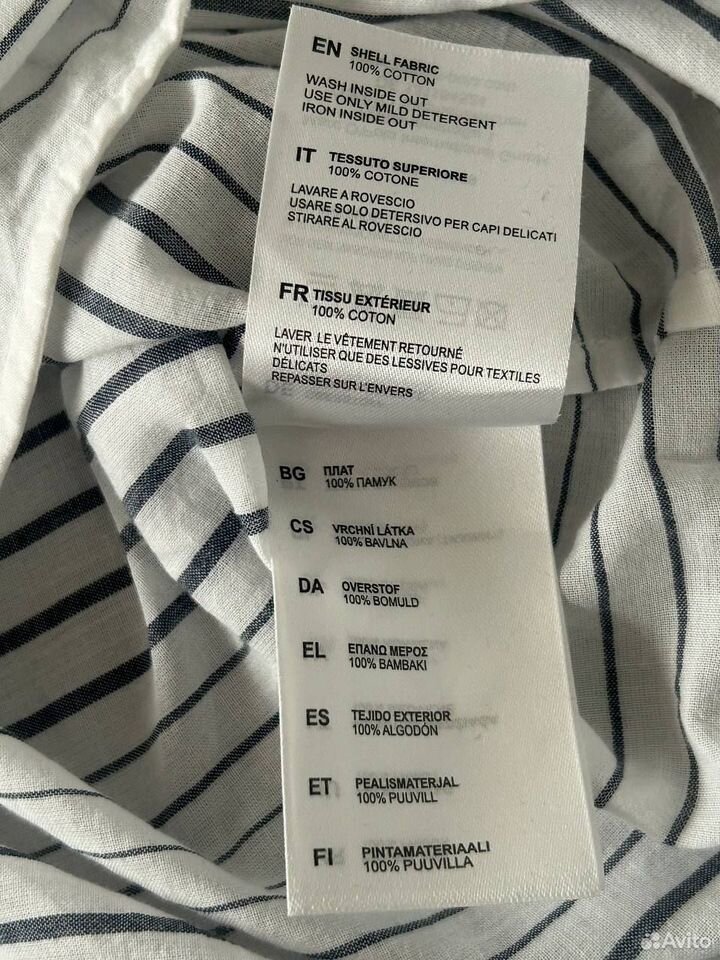 EN SHELL FABRIC
100% COTTON
WASH INSIDE OUT
USE ONLY MILD DETERGENT
IRON INSIDE OUT
IT TESSUTO SUPERIORE
100% COTONE
LAVARE A ROVESCIO
USARE SOLO DETERSIVO PER CAPI DELICATI
STIRARE AL ROVESCIO
FR TISSU EXTÉRIEUR
100% COTON
LAVER LE VÊTEMENT RETOURNÉ
N'UTILISER QUE DES LESSIVES POUR TEXTILES
DÉLICATS
REPASSER SUR L'ENVERS
BG ПЛАТ
100% ПАМУК
CS VRCHNÍ LÁTKA
100% BAVLNA
DA OVERSTOF
100% BOMULD
EL ΕΠΑΝΩ ΜΕΡΟΣ
100% ΒΑΜΒΑΚΙ
ES TEJIDO EXTERIOR
100% ALGODÓN
ET PEALISMATERJAL
100% PUUVILL
FI PINTAMATERIAALI
100% PUUVILLA
Avito